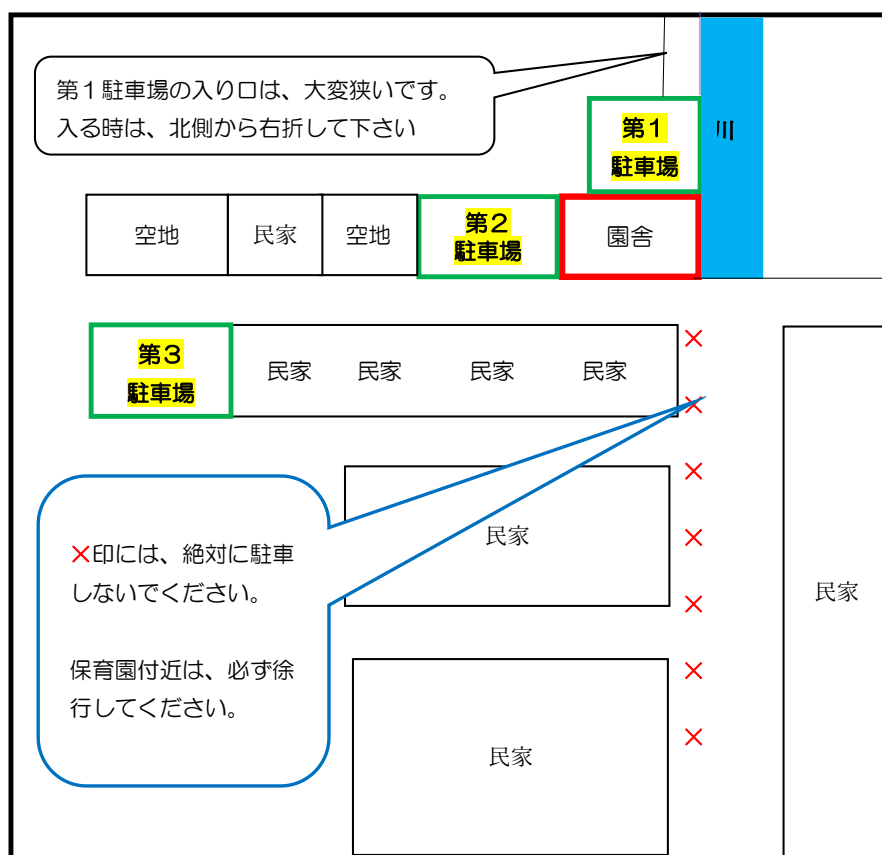 第1駐車場の入り口は、大変狭いです。
入る時は、北側から右折して下さい
第1
駐車場
川
空地
民家
空地
第2
駐車場
園舎
第3
駐車場
民家
民家
民家
民家
×
×
×
×
×
×
×
×印には、絶対に駐車
しないでください。
保育園付近は、必ず徐
行してください。
民家
民家
民家